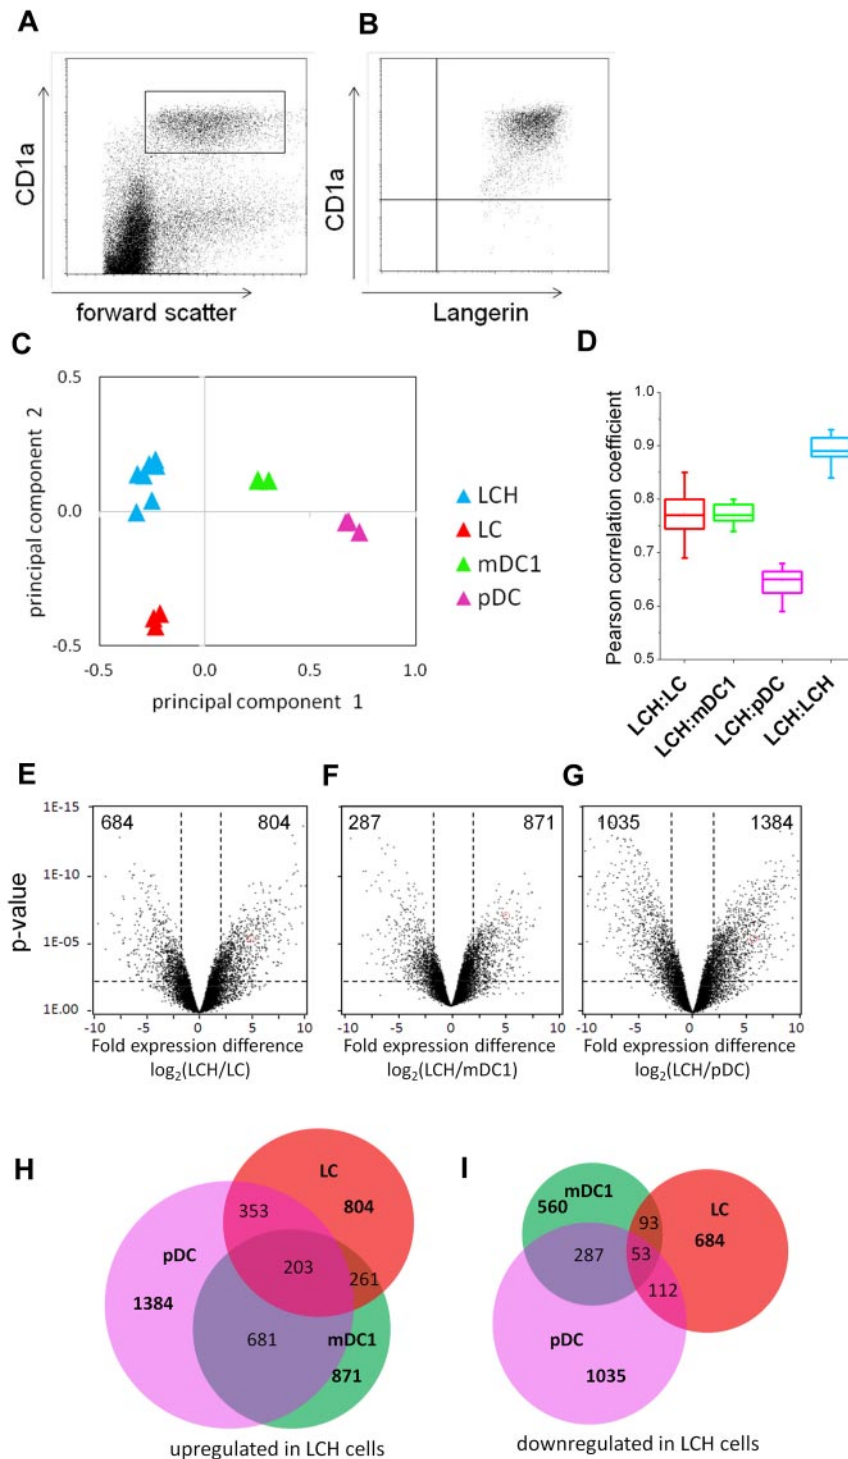 A
B
CD1a
CD1a
forward scatter
Langerin
C
D
0.5
0.0
-0.5
-0.5
0.0
0.5
1.0
principal component 2
principal component 1
LCH
LC
mDC1
pDC
1.0
0.9
0.8
0.7
0.6
0.5
Pearson correlation coefficient
LCH:LC
LCH:mDC1
LCH:pDC
LCH:LCH
E
F
G
1E-15
1E-10
1E-05
1E.00
p-value
684
804
287
871
1035
1384
-10 -5 0 5 10
-10 -5 0 5 10
-10 -5 0 5 10
Fold expression difference
log₂(LCH/LC)
Fold expression difference
log₂(LCH/mDC1)
Fold expression difference
log₂(LCH/pDC)
H
LC
804
353
pDC
1384
203
261
681
mDC1
871
upregulated in LCH cells
I
mDC1
560
LC
684
93
287
53
112
pDC
1035
downregulated in LCH cells